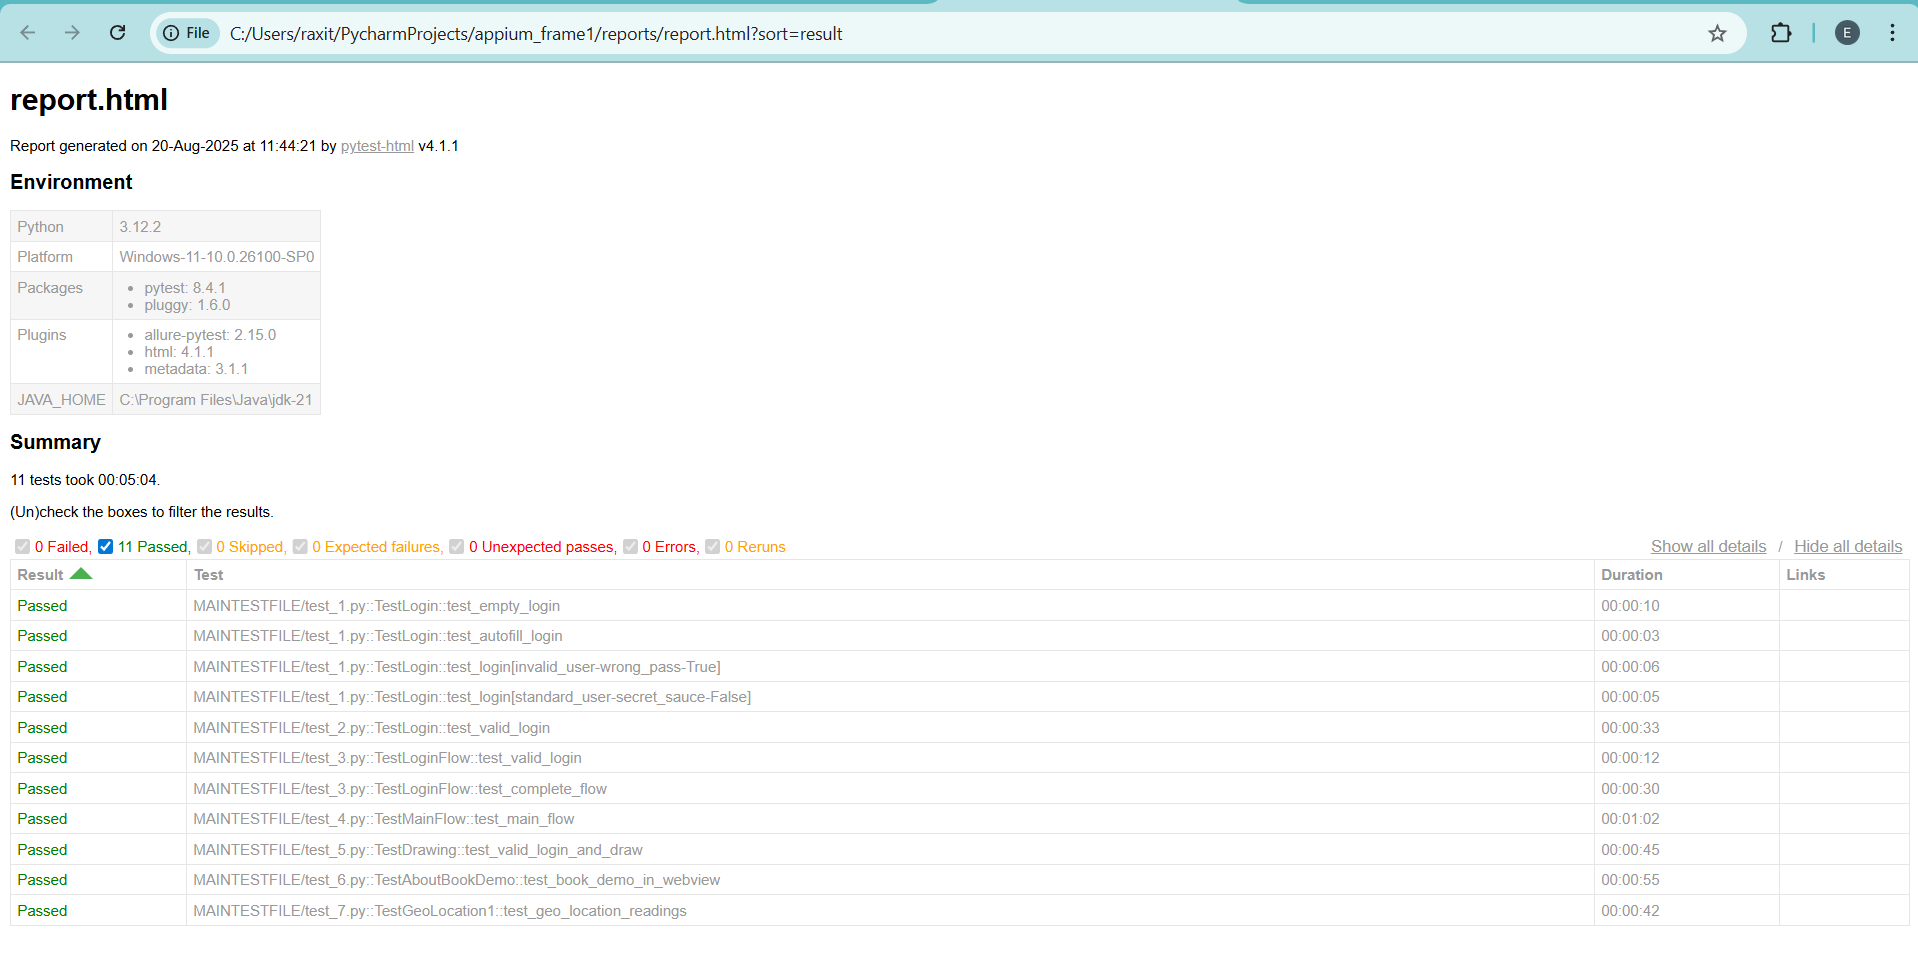 File C:/Users/raxit/PycharmProjects/appium_frame1/reports/report.html?sort=result E
report.html
Report generated on 20-Aug-2025 at 11:44:21 by pytest-html v4.1.1
Environment
Python 3.12.2
Platform Windows-11-10.0.26100-SP0
Packages • pytest: 8.4.1
• pluggy: 1.6.0
Plugins • allure-pytest: 2.15.0
• html: 4.1.1
• metadata: 3.1.1
JAVA_HOME C:\Program Files\Java\jdk-21
Summary
11 tests took 00:05:04.
(Un)check the boxes to filter the results.
0 Failed, 11 Passed, 0 Skipped, 0 Expected failures, 0 Unexpected passes, 0 Errors, 0 Reruns Show all details / Hide all details
Result Test Duration Links
Passed MAINTESTFILE/test_1.py::TestLogin::test_empty_login 00:00:10
Passed MAINTESTFILE/test_1.py::TestLogin::test_autofill_login 00:00:03
Passed MAINTESTFILE/test_1.py::TestLogin::test_login[invalid_user-wrong_pass-True] 00:00:06
Passed MAINTESTFILE/test_1.py::TestLogin::test_login[standard_user-secret_sauce-False] 00:00:05
Passed MAINTESTFILE/test_2.py::TestLogin::test_valid_login 00:00:33
Passed MAINTESTFILE/test_3.py::TestLoginFlow::test_valid_login 00:00:12
Passed MAINTESTFILE/test_3.py::TestLoginFlow::test_complete_flow 00:00:30
Passed MAINTESTFILE/test_4.py::TestMainFlow::test_main_flow 00:01:02
Passed MAINTESTFILE/test_5.py::TestDrawing::test_valid_login_and_draw 00:00:45
Passed MAINTESTFILE/test_6.py::TestAboutBookDemo::test_book_demo_in_webview 00:00:55
Passed MAINTESTFILE/test_7.py::TestGeoLocation1::test_geo_location_readings 00:00:42